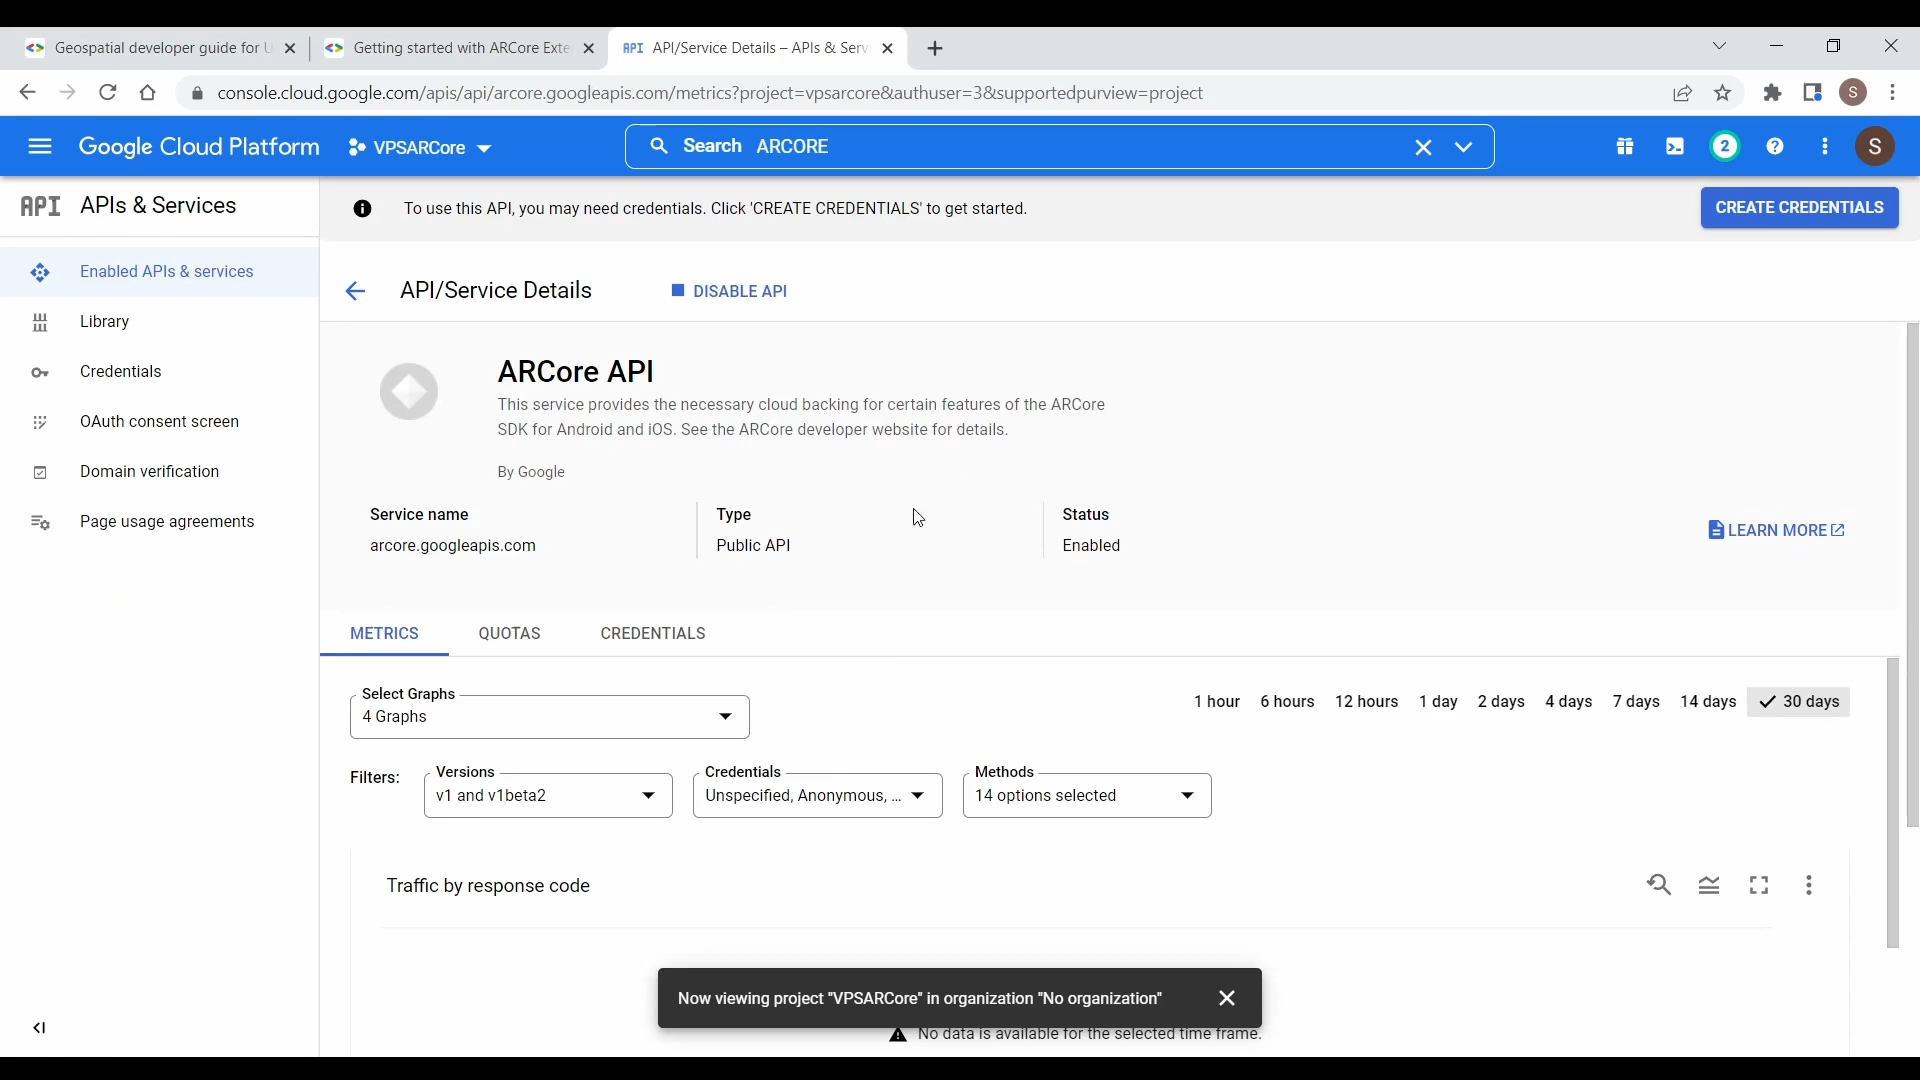 Geospatial developer guide for U
Getting started with ARCore Exte
API API/Service Details – APIs & Serv
console.cloud.google.com/apis/api/arcore.googleapis.com/metrics?project=vpsarcore&authuser=3&supportedpurview=project
S
Google Cloud Platform
VPSARCore
Search ARCORE
2
?
S
API APIs & Services
To use this API, you may need credentials. Click 'CREATE CREDENTIALS' to get started.
CREATE CREDENTIALS
Enabled APIs & services
Library
Credentials
OAuth consent screen
Domain verification
Page usage agreements
API/Service Details
DISABLE API
ARCore API
This service provides the necessary cloud backing for certain features of the ARCore
SDK for Android and iOS. See the ARCore developer website for details.
By Google
Service name
arcore.googleapis.com
Type
Public API
Status
Enabled
LEARN MORE
METRICS
QUOTAS
CREDENTIALS
Select Graphs
4 Graphs
1 hour
6 hours
12 hours
1 day
2 days
4 days
7 days
14 days
30 days
Filters:
Versions
v1 and v1beta2
Credentials
Unspecified, Anonymous, ...
Methods
14 options selected
Traffic by response code
Now viewing project "VPSARCore" in organization "No organization"
No data is available for the selected time frame.